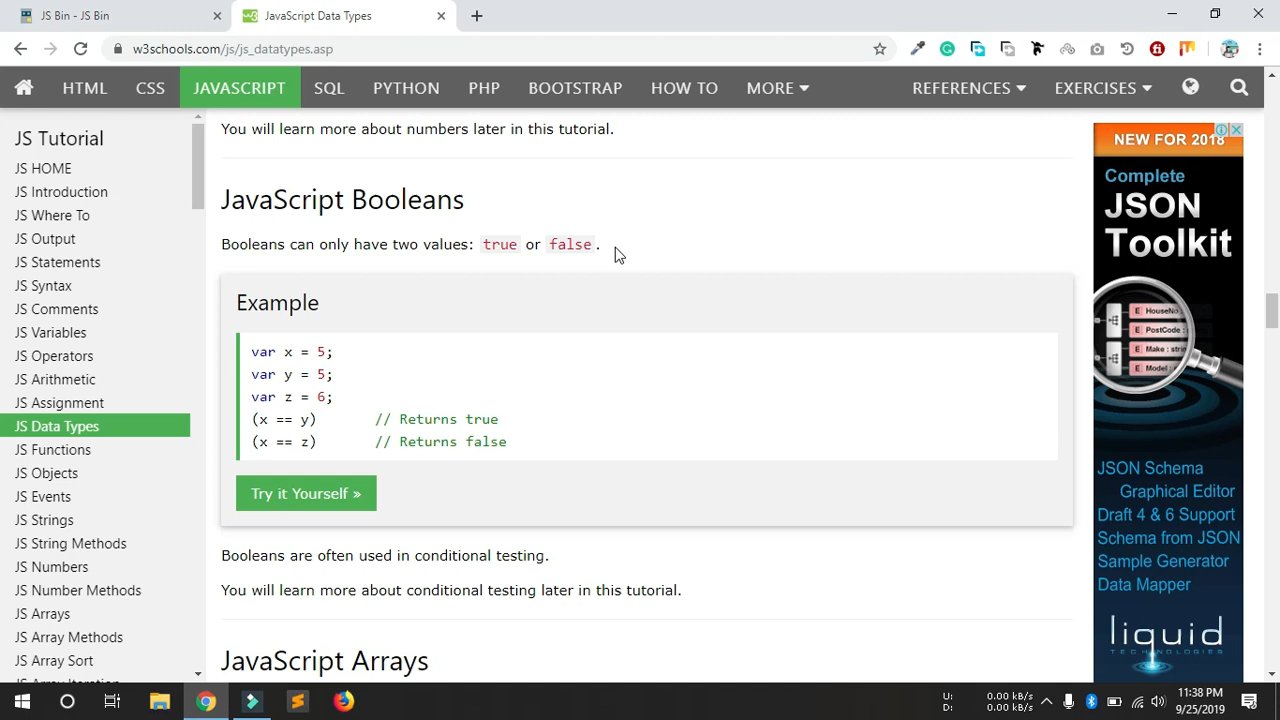 JS Bin - JS Bin
JavaScript Data Types
w3schools.com/js/js_datatypes.asp
HTML CSS JAVASCRIPT SQL PYTHON PHP BOOTSTRAP HOW TO MORE REFERENCES EXERCISES
JS Tutorial
JS HOME
JS Introduction
JS Where To
JS Output
JS Statements
JS Syntax
JS Comments
JS Variables
JS Operators
JS Arithmetic
JS Assignment
JS Data Types
JS Functions
JS Objects
JS Events
JS Strings
JS String Methods
JS Numbers
JS Number Methods
JS Arrays
JS Array Methods
JS Array Sort
You will learn more about numbers later in this tutorial.
JavaScript Booleans
Booleans can only have two values: true or false.
Example
var x = 5;
var y = 5;
var z = 6;
(x == y) // Returns true
(x == z) // Returns false
Try it Yourself »
Booleans are often used in conditional testing.
You will learn more about conditional testing later in this tutorial.
JavaScript Arrays
NEW FOR 2018
Complete
JSON
Toolkit
E HouseNo
E PostCode : 
E Make : strin
E Model :
JSON Schema
Graphical Editor
Draft 4 & 6 Support
Schema from JSON
Sample Generator
Data Mapper
liquid
TECHNOLOGIES
U: 0.00 kB/s
D: 0.00 kB/s
11:38 PM
9/25/2019